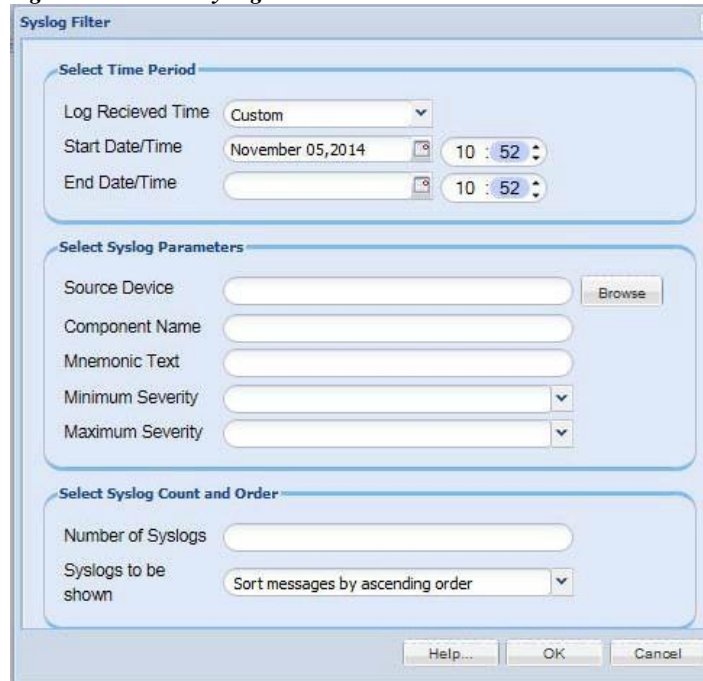 Syslog Filter
Select Time Period
Log Recieved Time Custom
Start Date/Time November 05,2014 10 : 52
End Date/Time 10 : 52
Select Syslog Parameters
Source Device Browse
Component Name
Mnemonic Text
Minimum Severity
Maximum Severity
Select Syslog Count and Order
Number of Syslogs
Syslogs to be
shown Sort messages by ascending order
Help... OK Cancel